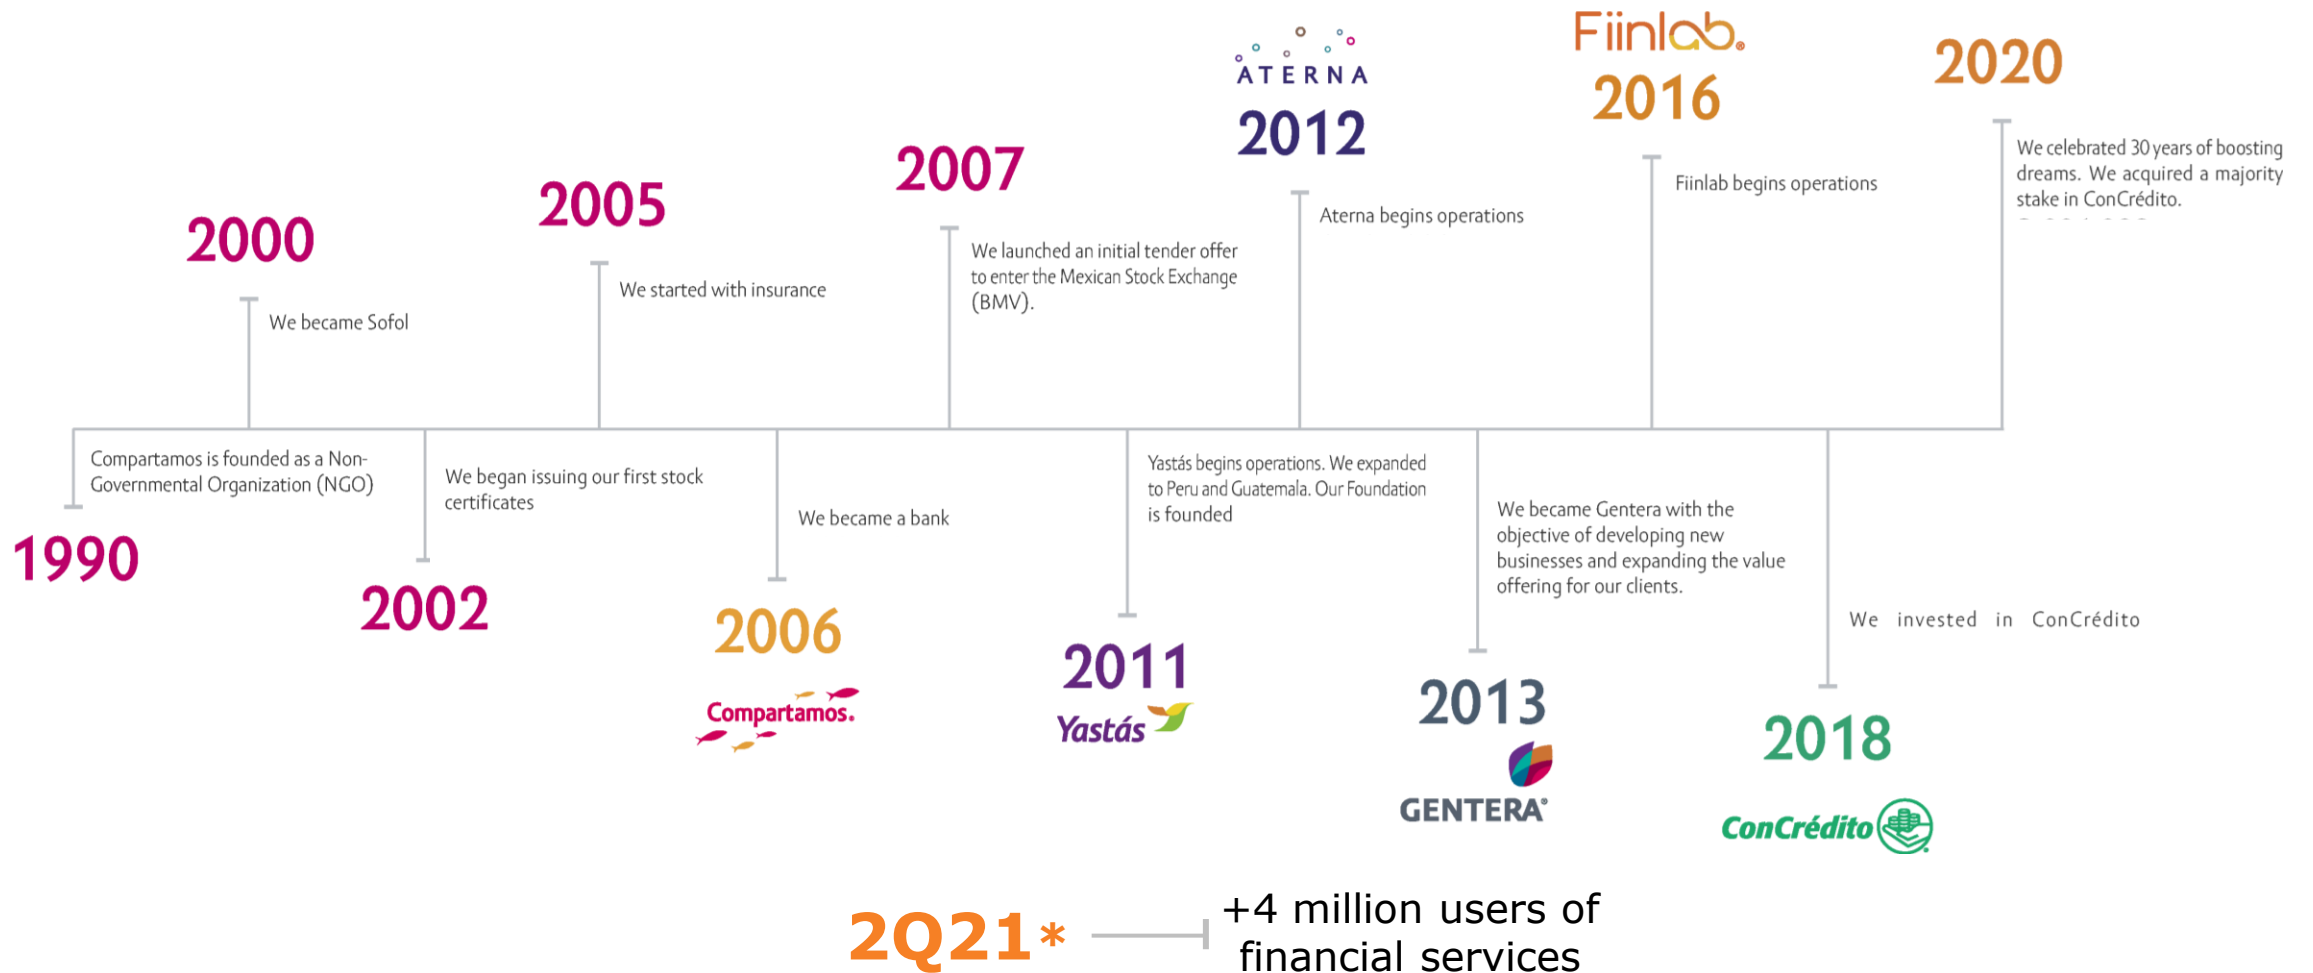 1990
Compartamos is founded as a Non-
Governmental Organization (NGO)
2000
We became Sofol
2002
We began issuing our first stock
certificates
2005
We started with insurance
2006
We became a bank
Compartamos.
2007
We launched an initial tender offer
to enter the Mexican Stock Exchange
(BMV).
2011
Yastás begins operations. We expanded
to Peru and Guatemala. Our Foundation
is founded
Yastás
ATERNA
2012
Aterna begins operations
2013
We became Gentera with the
objective of developing new
businesses and expanding the value
offering for our clients.
GENTERA®
Fiinlab®
2016
Fiinlab begins operations
2018
We invested in ConCrédito
ConCrédito
2020
We celebrated 30 years of boosting
dreams. We acquired a majority
stake in ConCrédito.
2Q21*
+4 million users of
financial services